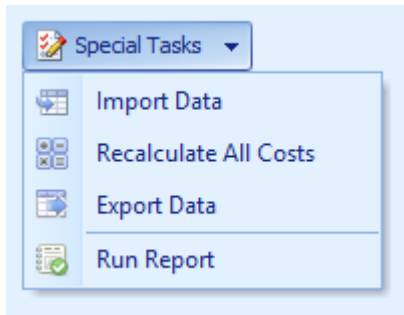 Special Tasks
Import Data
Recalculate All Costs
Export Data
Run Report